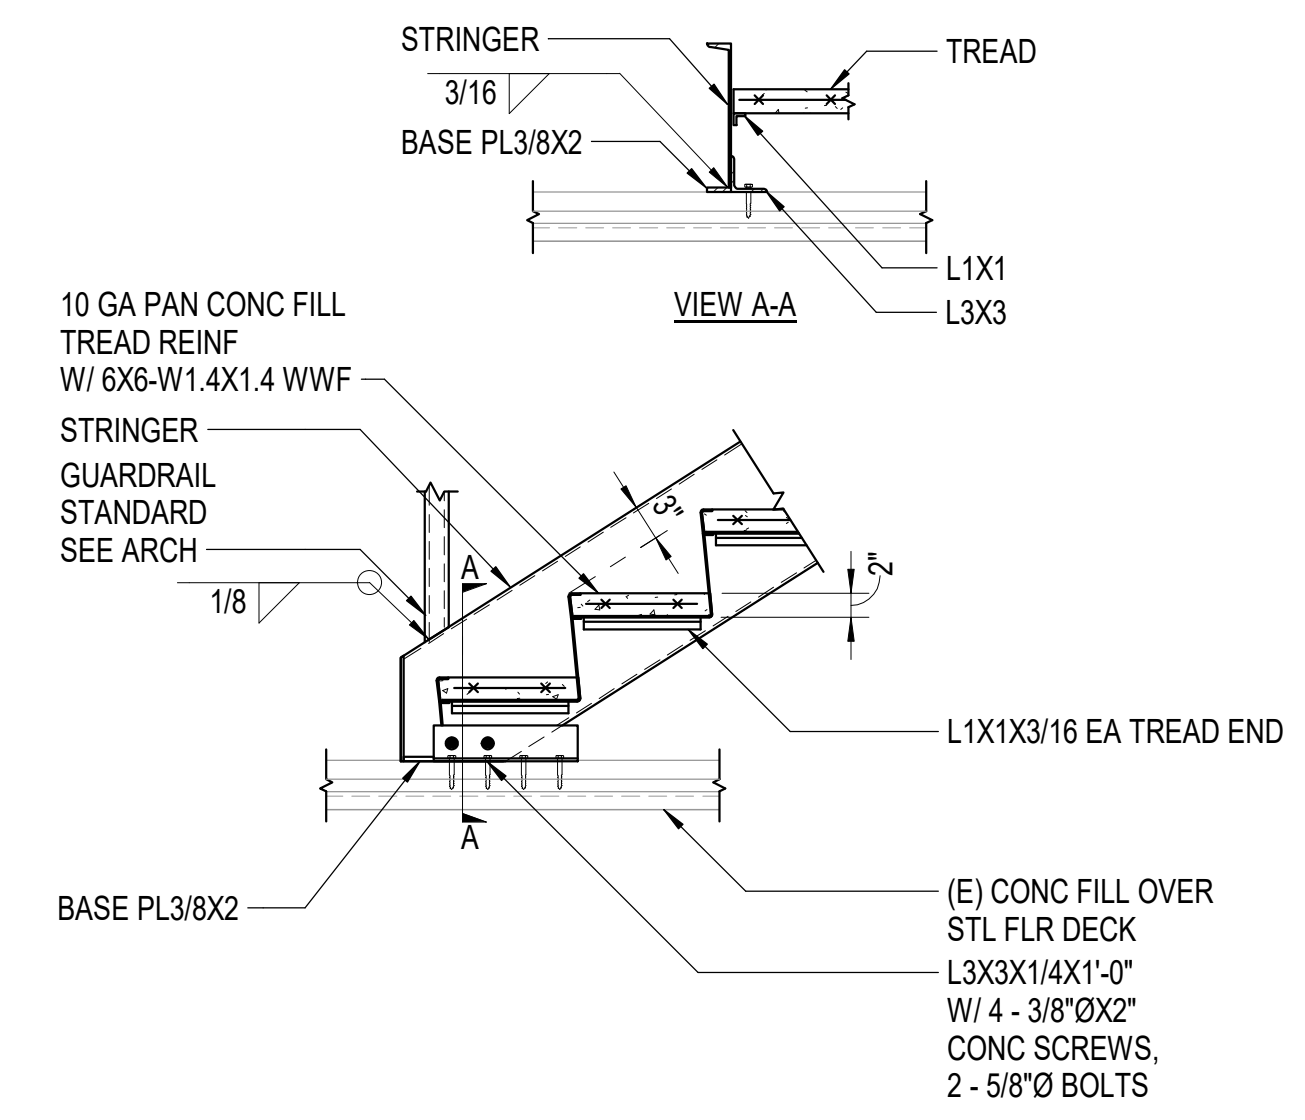 STRINGER
TREAD
3/16
BASE PL3/8X2
L1X1
L3X3
VIEW A-A
10 GA PAN CONC FILL
TREAD REINF
W/ 6X6-W1.4X1.4 WWF
STRINGER
GUARDRAIL
STANDARD
SEE ARCH
1/8
A
3"
2"
L1X1X3/16 EA TREAD END
A
BASE PL3/8X2
(E) CONC FILL OVER
STL FLR DECK
L3X3X1/4X1'-0"
W/ 4 - 3/8"ØX2"
CONC SCREWS,
2 - 5/8"Ø BOLTS